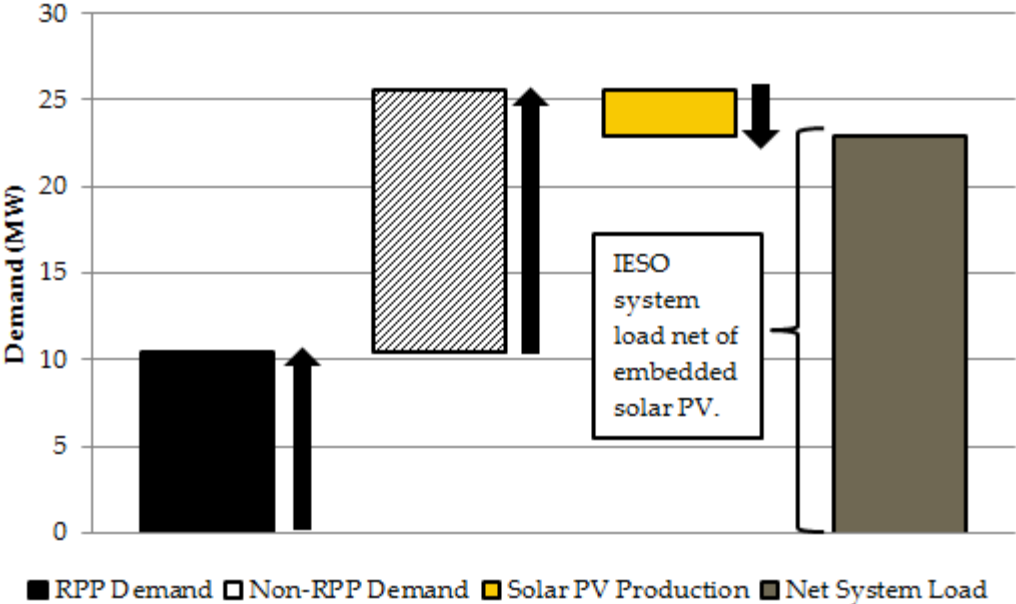 30
25
20
15
10
5
0
Demand (MW)
IESO
system
load net of
embedded
solar PV.
RPP Demand Non-RPP Demand Solar PV Production Net System Load